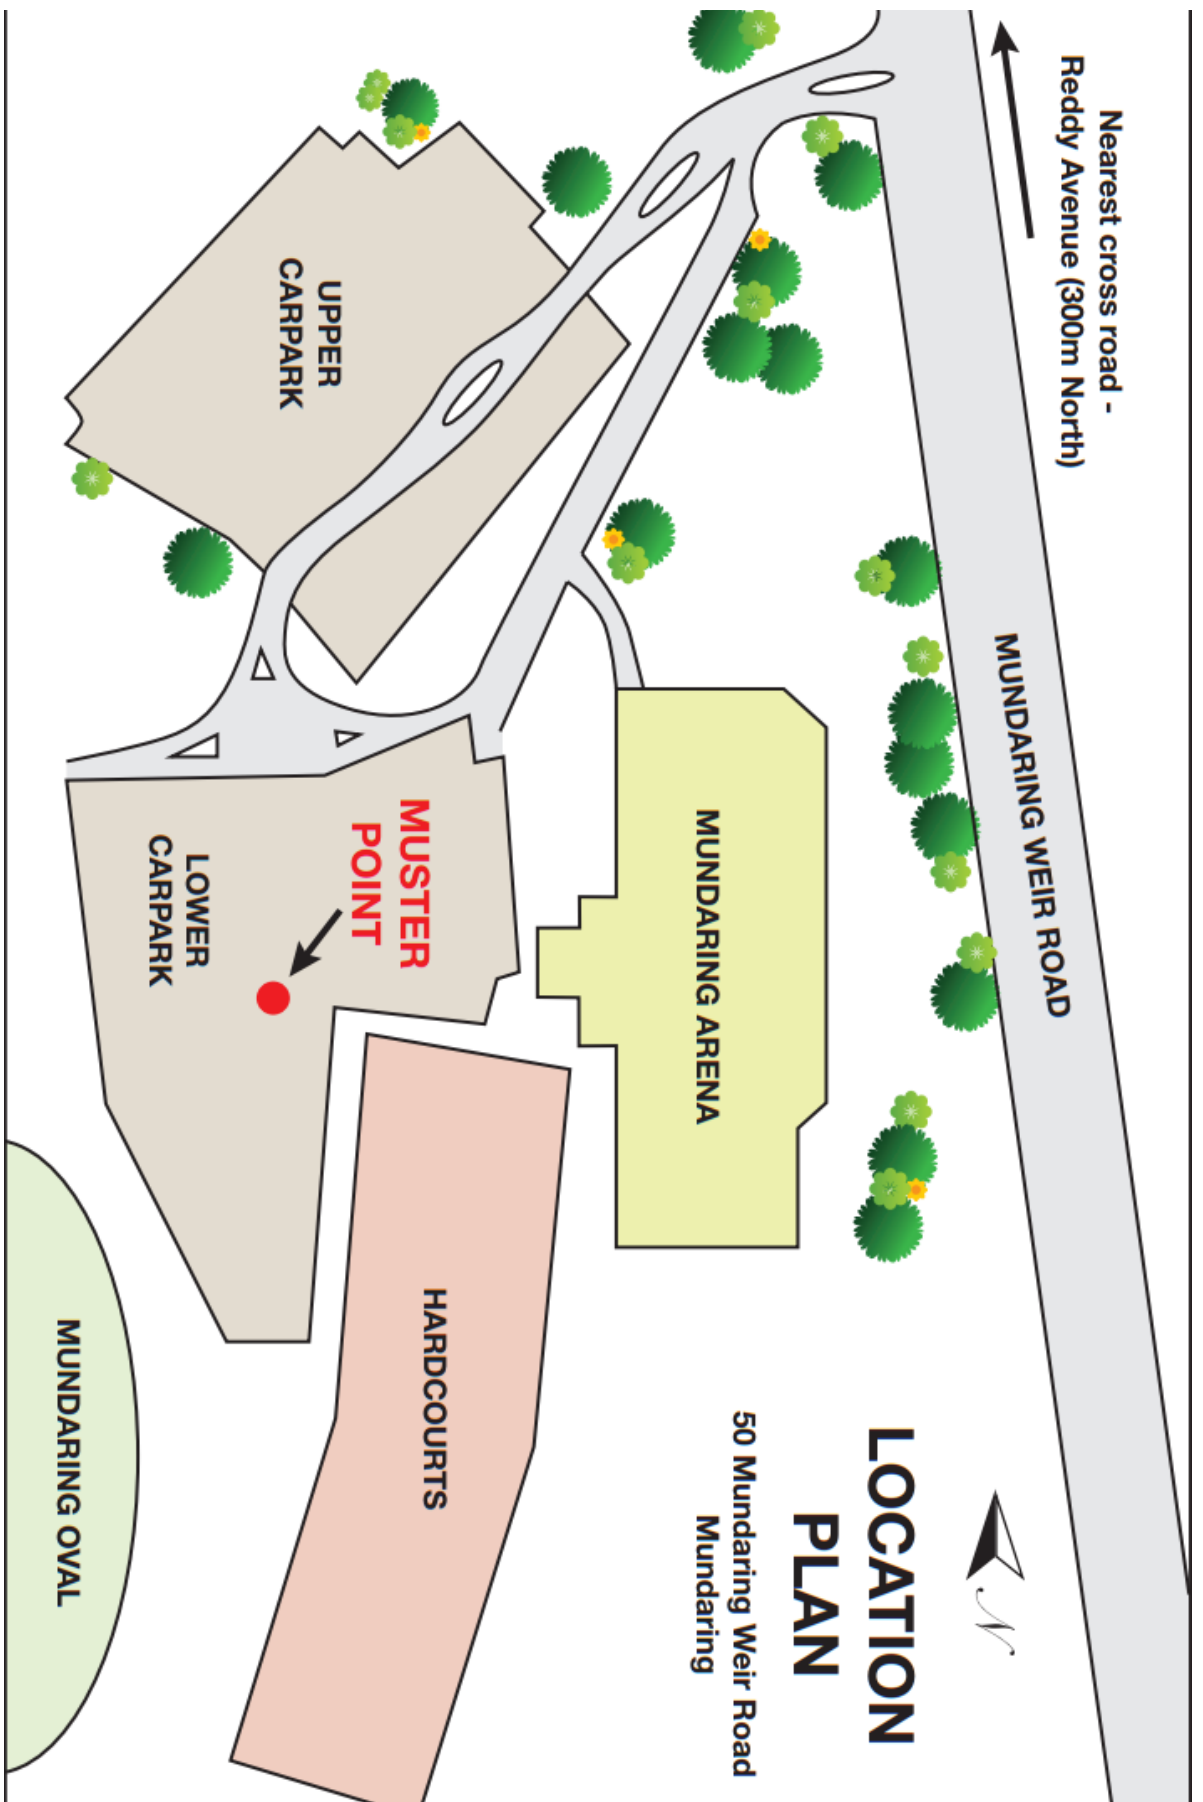 Nearest cross road -
Reddy Avenue (300m North)
MUNDARING WEIR ROAD
UPPER
CARPARK
MUNDARING ARENA
MUSTER
POINT
LOWER
CARPARK
HARDCOURTS
MUNDARING OVAL
N
LOCATION
PLAN
50 Mundaring Weir Road
Mundaring